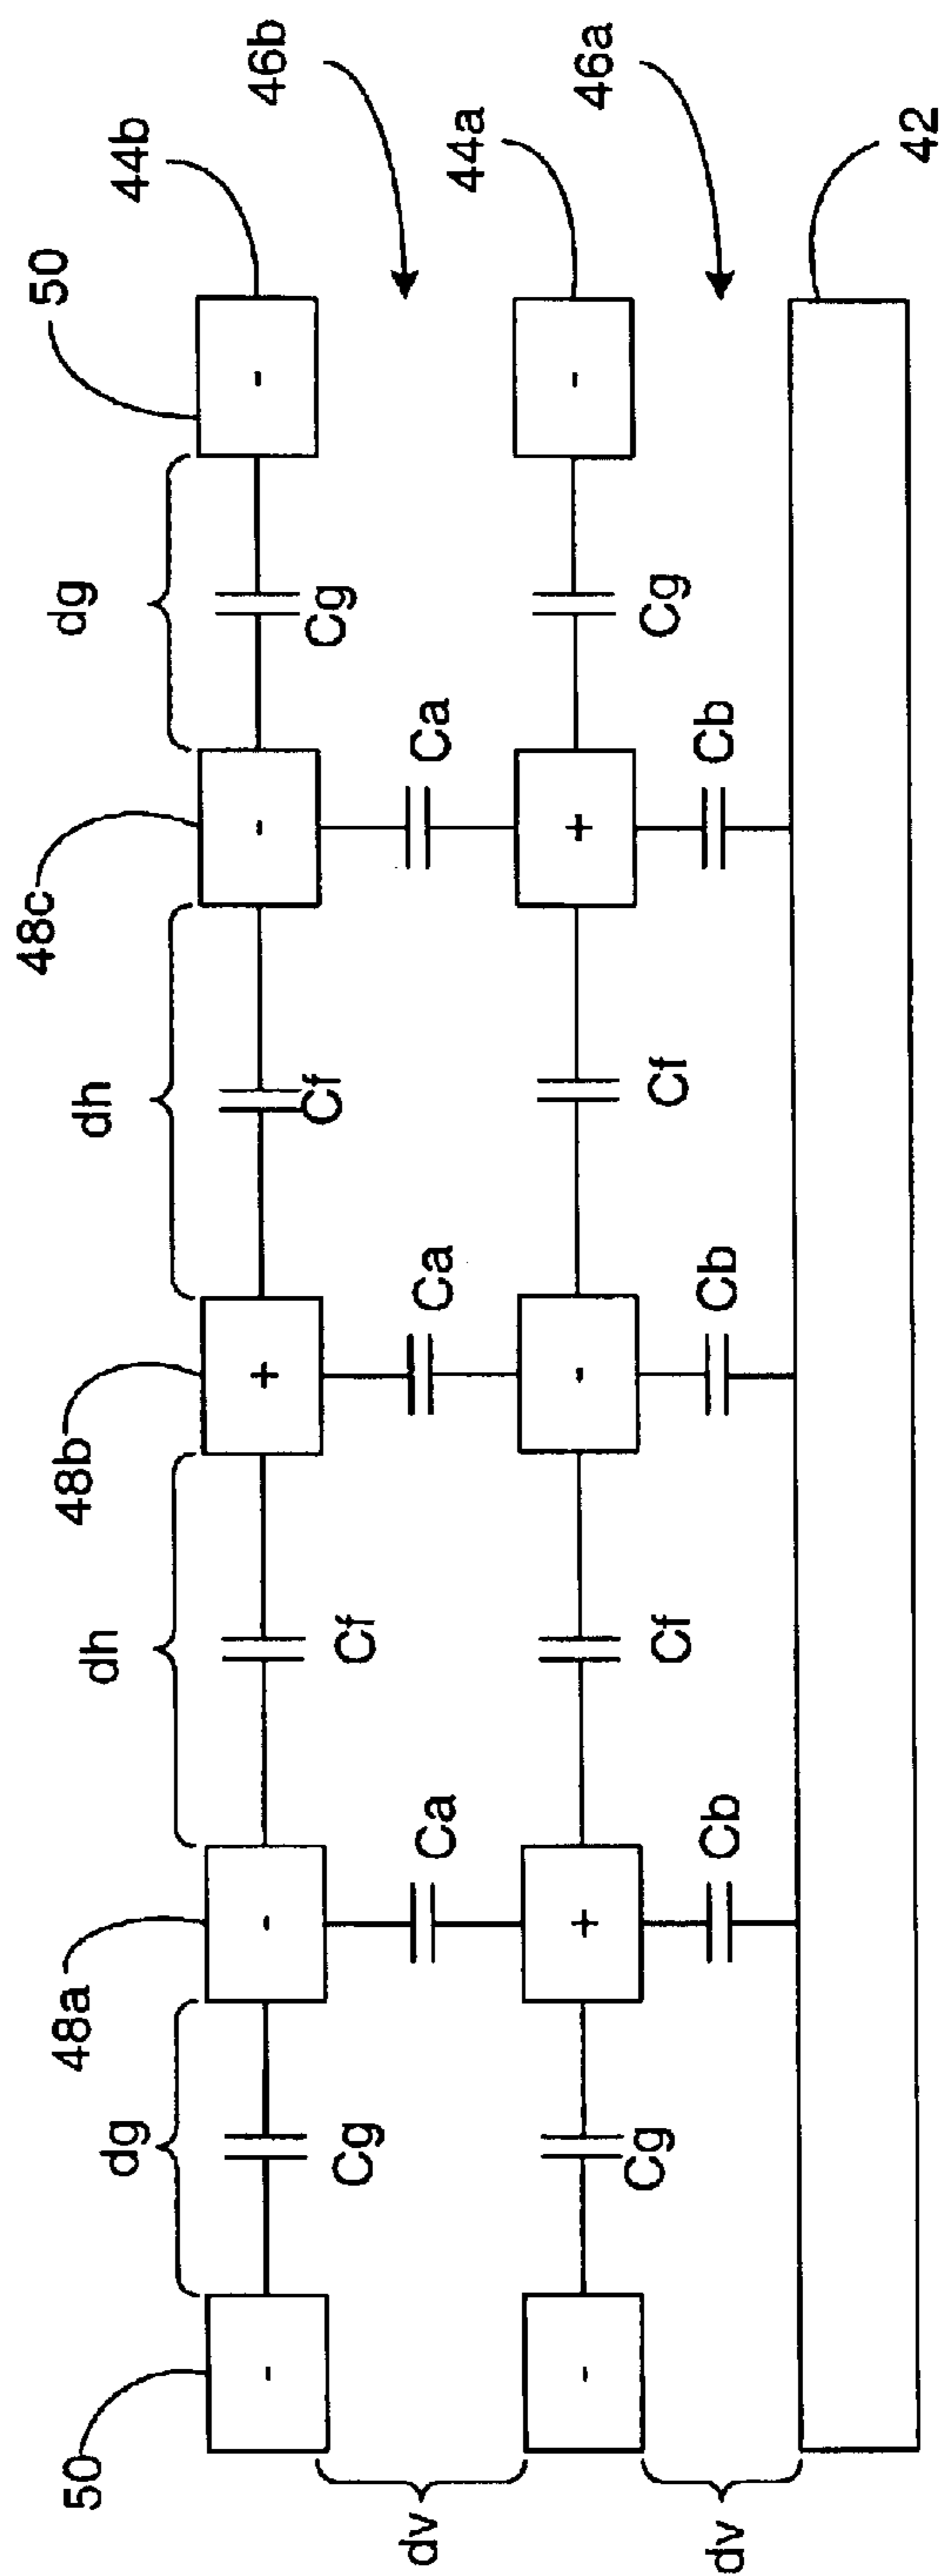 50 48a 48b 48c 50
dg dh dh dg 44b
- - + - - 46b
Cg Cf Cf Cg
dv Ca Ca Ca 44a
- + - + - 46a
Cg Cf Cf Cg
dv Cb Cb Cb
42